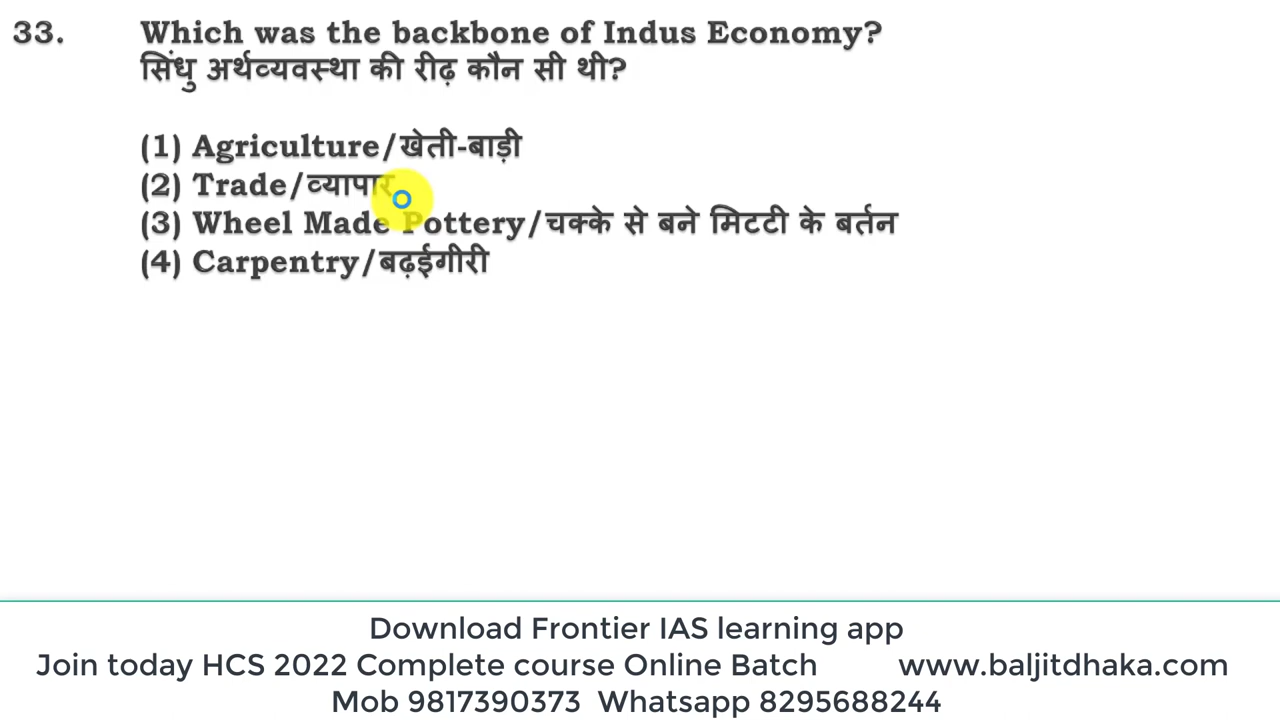 33. Which was the backbone of Indus Economy?
सिंधु अर्थव्यवस्था की रीढ़ कौन सी थी?
(1) Agriculture/खेती-बाड़ी
(2) Trade/व्यापार
(3) Wheel Made Pottery/चक्के से बने मिटटी के बर्तन
(4) Carpentry/बढ़ईगीरी
Download Frontier IAS learning app
Join today HCS 2022 Complete course Online Batch www.baljitdhaka.com
Mob 9817390373 Whatsapp 8295688244